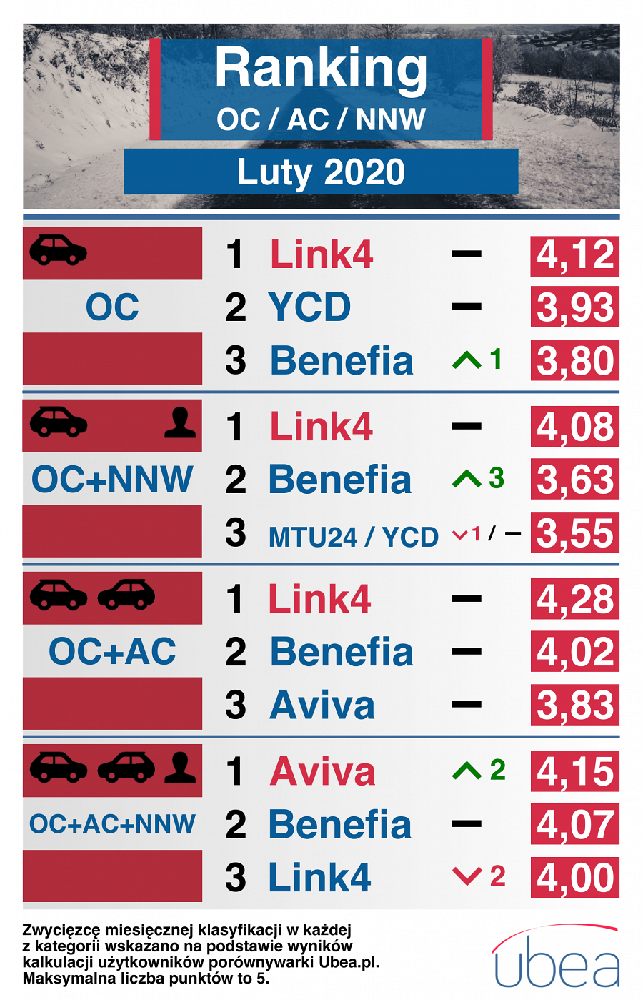 Ranking
OC / AC / NNW
Luty 2020
1 Link4 – 4,12
OC
2 YCD – 3,93
3 Benefia 1 3,80
1 Link4 – 4,08
OC+NNW
2 Benefia 3 3,63
3 MTU24 / YCD 1 / – 3,55
1 Link4 – 4,28
OC+AC
2 Benefia – 4,02
3 Aviva – 3,83
1 Aviva 2 4,15
OC+AC+NNW
2 Benefia – 4,07
3 Link4 2 4,00
Zwycięzcę miesięcznej klasyfikacji w każdej
z kategorii wskazano na podstawie wyników
kalkulacji użytkowników porównywarki Ubea.pl.
Maksymalna liczba punktów to 5.
ubea